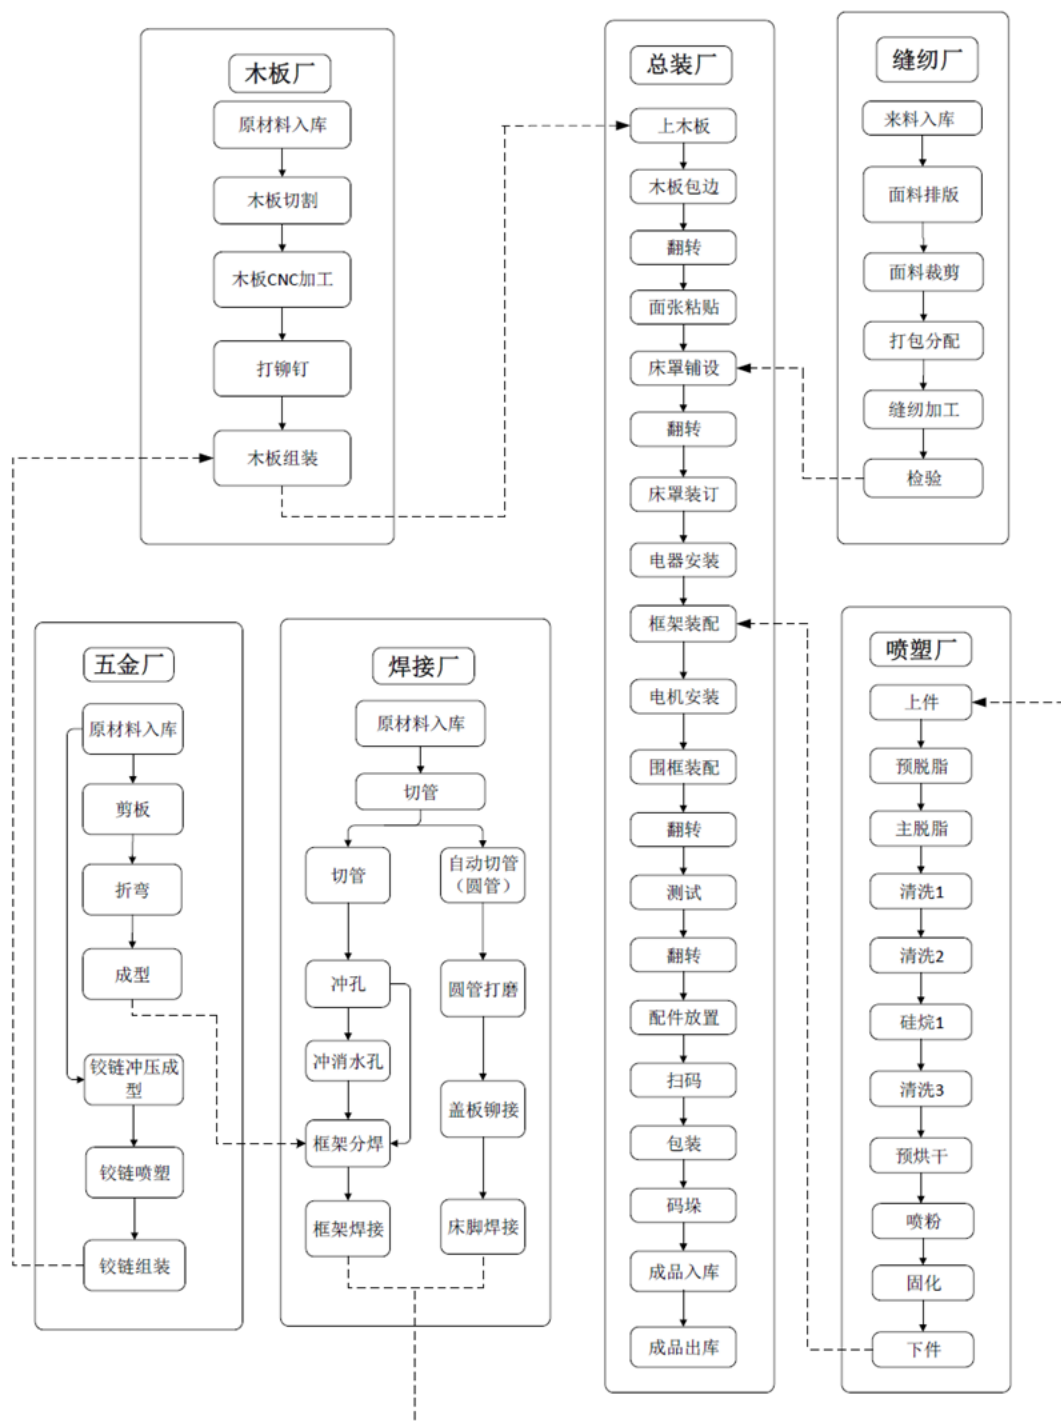 木板厂
原材料入库
木板切割
木板CNC加工
打铆钉
木板组装
总装厂
上木板
木板包边
翻转
面张粘贴
床罩铺设
翻转
床罩装订
电器安装
框架装配
电机安装
围框装配
翻转
测试
翻转
配件放置
扫码
包装
码垛
成品入库
成品出库
缝纫厂
来料入库
面料排版
面料裁剪
打包分配
缝纫加工
检验
五金厂
原材料入库
剪板
折弯
成型
铰链冲压成
型
铰链喷塑
铰链组装
焊接厂
原材料入库
切管
切管
冲孔
冲消水孔
框架分焊
框架焊接
自动切管
（圆管）
圆管打磨
盖板铆接
床脚焊接
喷塑厂
上件
预脱脂
主脱脂
清洗1
清洗2
硅烷1
清洗3
预烘干
喷粉
固化
下件